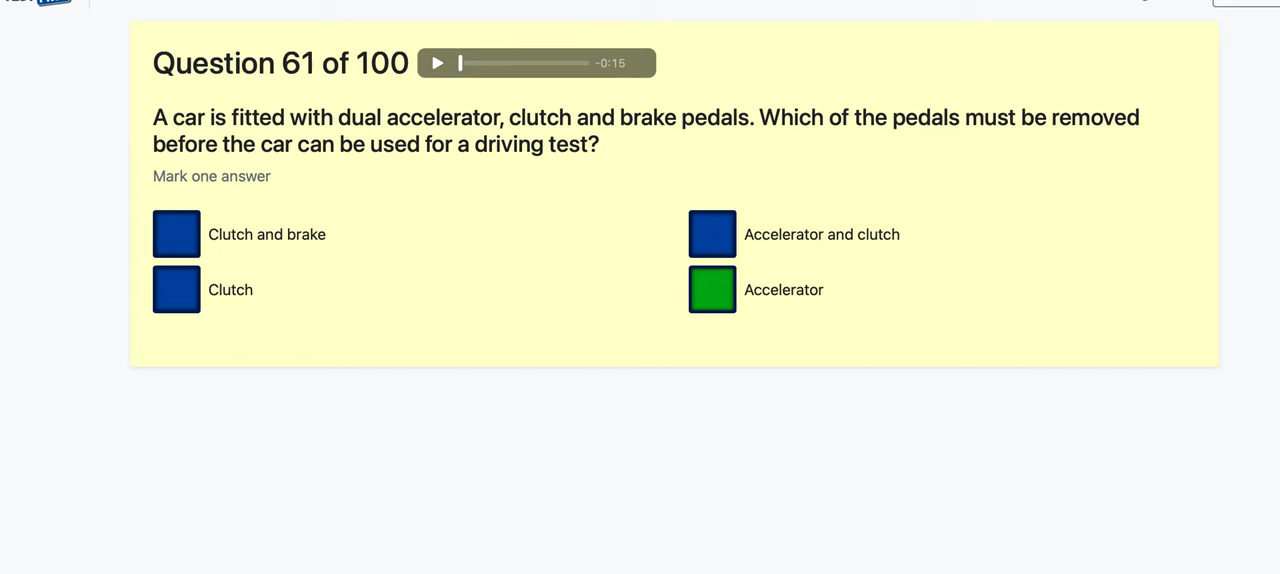 Question 61 of 100
-0:15
A car is fitted with dual accelerator, clutch and brake pedals. Which of the pedals must be removed
before the car can be used for a driving test?
Mark one answer
Clutch and brake
Accelerator and clutch
Clutch
Accelerator